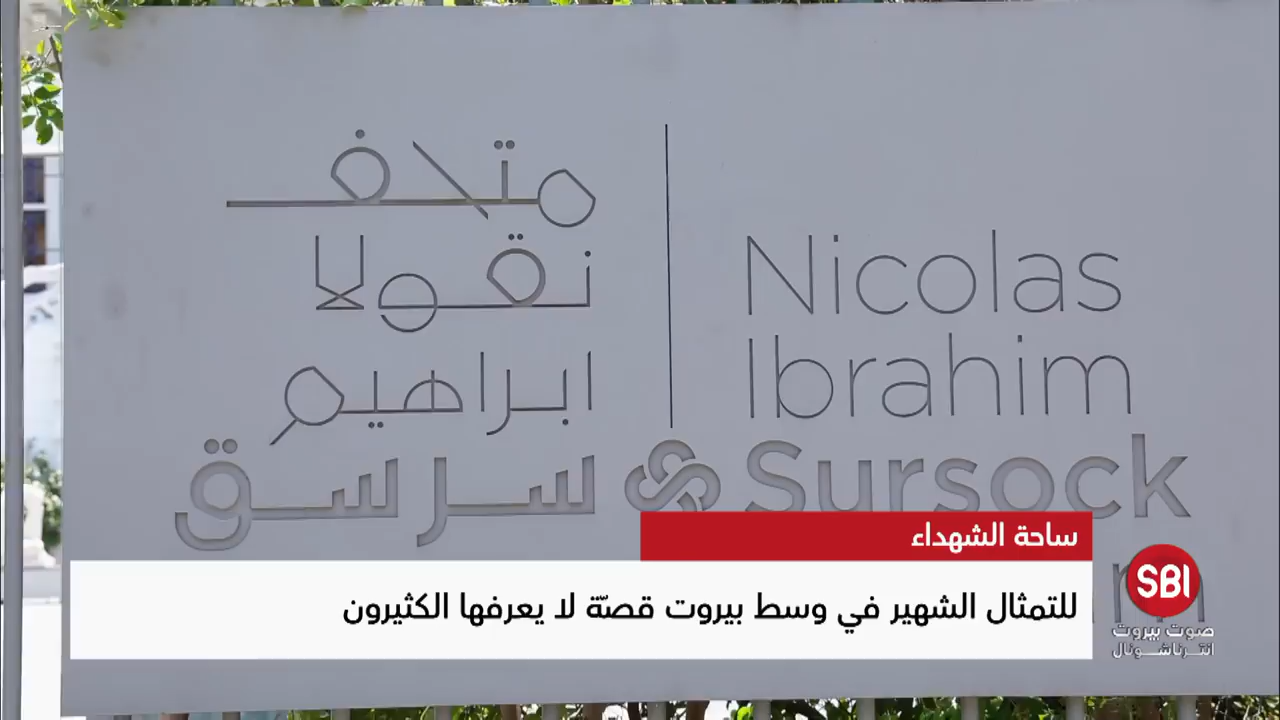 متحف
نقولا
ابراهيم
سرسق
Nicolas
Ibrahim
Sursock
ساحة الشهداء
للتمثال الشهير في وسط بيروت قصّة لا يعرفها الكثيرون
SBI
صوت بيروت
انترناشونال